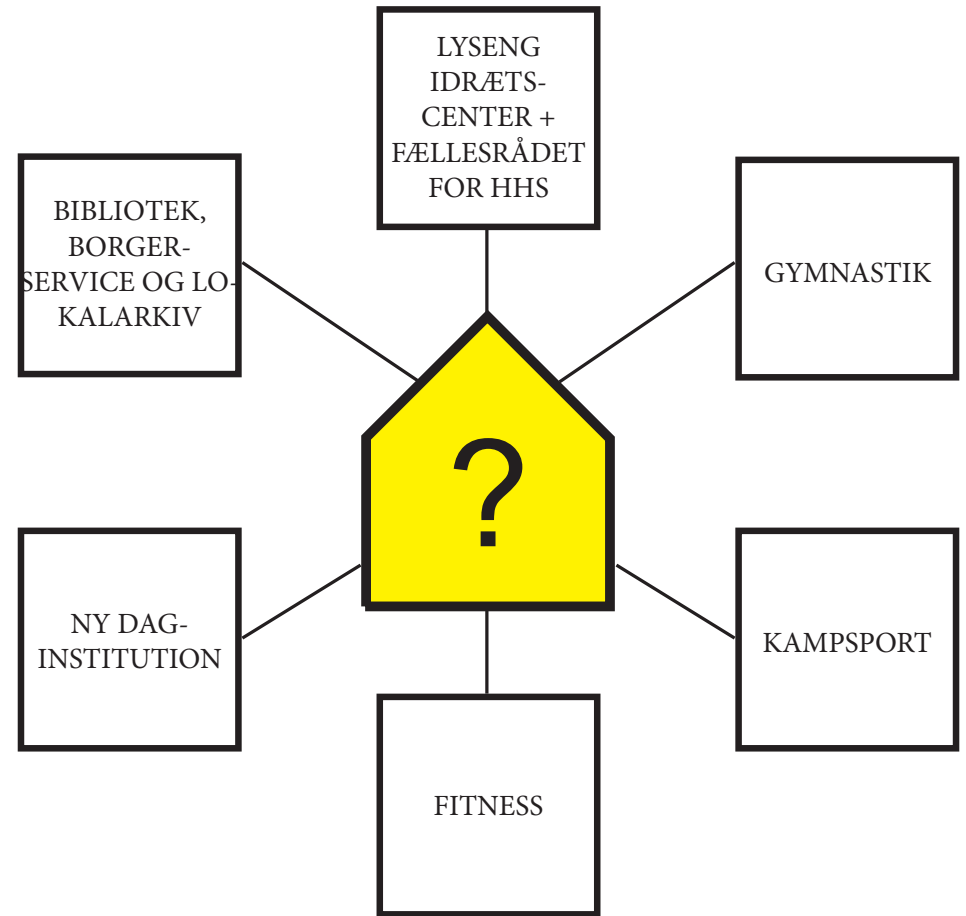 LYSENG
IDRÆTS-
CENTER +
FÆLLESRÅDET
FOR HHS
BIBLIOTEK,
BORGER-
SERVICE OG LO-
KALARKIV
GYMNASTIK
?
NY DAG-
INSTITUTION
KAMPSPORT
FITNESS